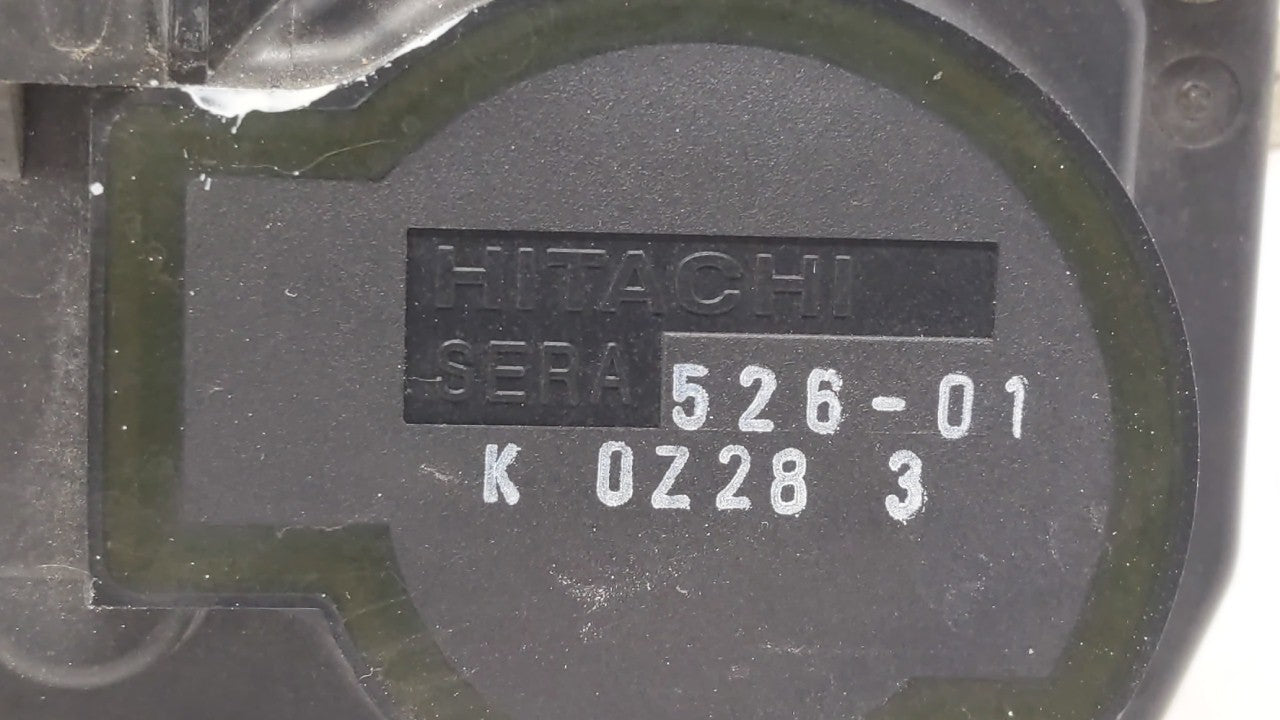 HITACHI
SERA 526-01
K 0Z28 3